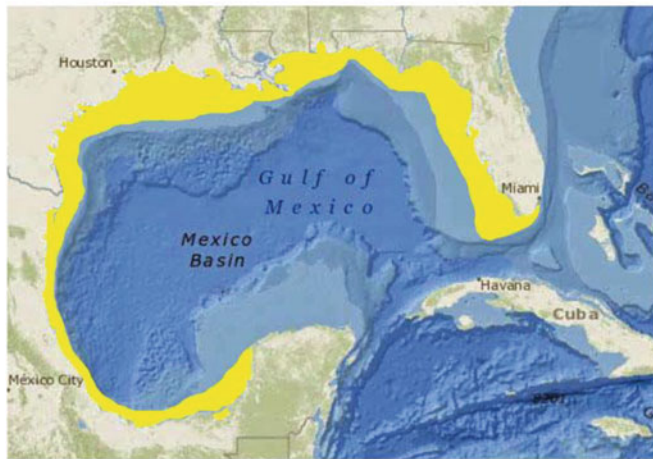 Houston
Gulf of
Mexico
Miami
Mexico
Basin
Havana
Cuba
México City